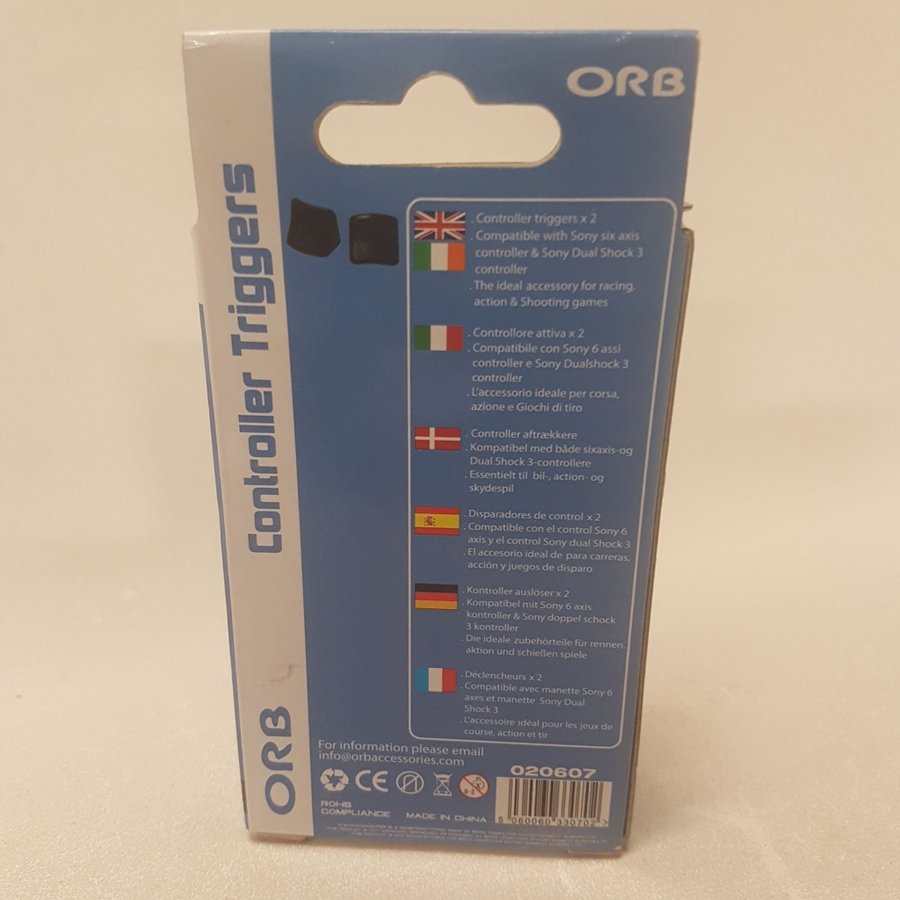 ORB
Controller Triggers
ORB
. Controller triggers x 2
. Compatible with Sony six axis
controller & Sony Dual Shock 3
controller
. The ideal accessory for racing,
action & Shooting games
. Controllore attiva x 2
. Compatibile con Sony 6 assi
controller e Sony Dualshock 3
controller
. L'accessorio ideale per corsa,
azione e Giochi di tiro
. Controller aftrækkere
. Kompatibel med både sixaxis-og
Dual Shock 3-controllere
. Essentielt til bil-, action- og
skydespil
. Disparadores de control x 2
. Compatible con el control Sony 6
axis y el control Sony dual Shock 3
. El accesorio ideal de para carreras,
acción y juegos de disparo
. Kontroller auslöser x 2
. Kompatibel mit Sony 6 axis
kontroller & Sony doppel schock
3 kontroller
. Die ideale zubehörteile für rennen,
aktion und schießen spiele
. Déclencheurs x 2
. Compatible avec manette Sony 6
axes et manette Sony Dual
Shock 3
. L'accessoire idéal pour les jeux de
course, action et tir
For information please email
info@orbaccessories.com
CE
0-3
ROHS
COMPLIANCE
MADE IN CHINA
020607
5 060060 330702 >